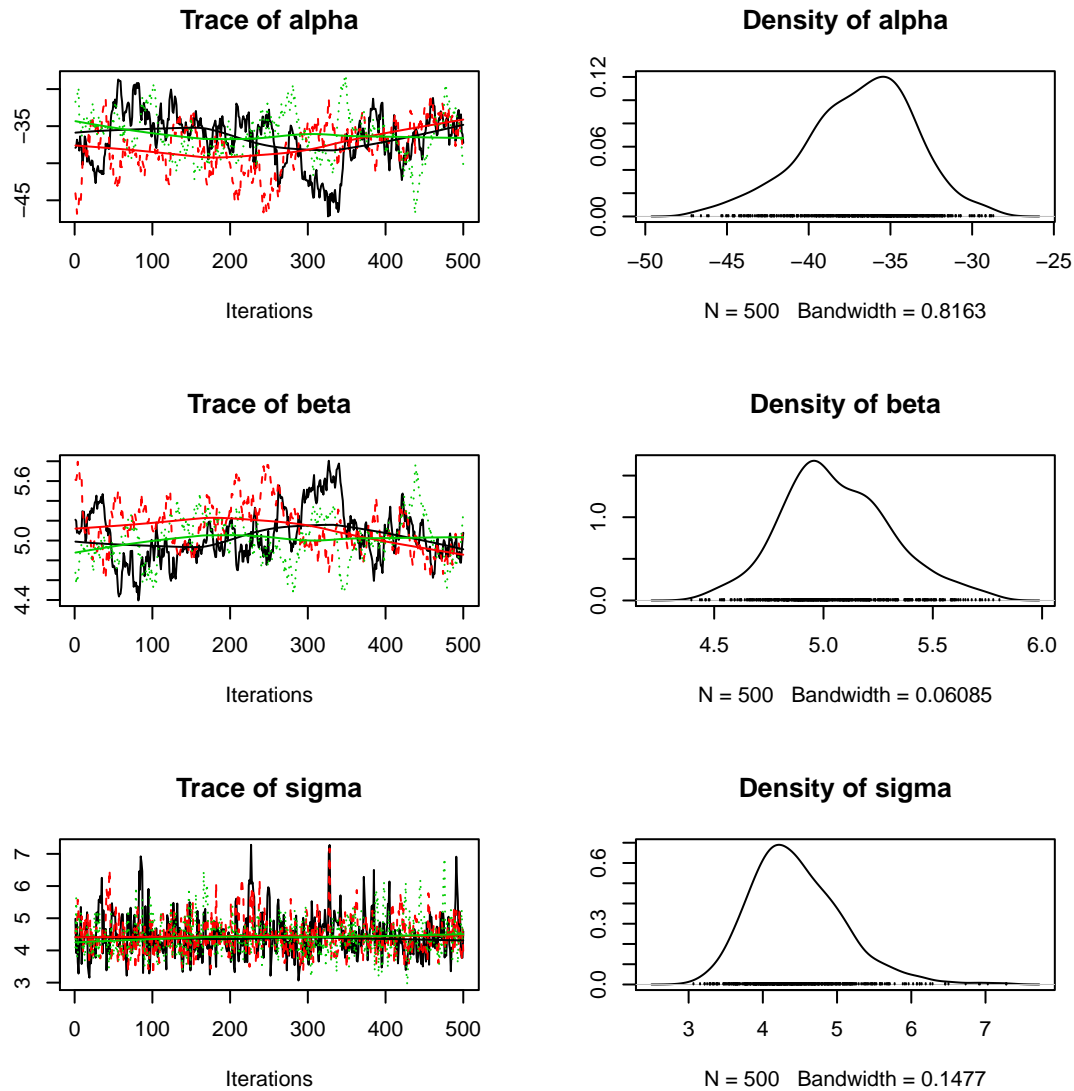 Trace of alpha
−35
−45
0 100 200 300 400 500
Iterations
Density of alpha
0.12
0.06
0.00
−50 −45 −40 −35 −30 −25
N = 500 Bandwidth = 0.8163
Trace of beta
5.6
5.0
4.4
0 100 200 300 400 500
Iterations
Density of beta
1.0
0.0
4.5 5.0 5.5 6.0
N = 500 Bandwidth = 0.06085
Trace of sigma
7
6
5
4
3
0 100 200 300 400 500
Iterations
Density of sigma
0.6
0.3
0.0
3 4 5 6 7
N = 500 Bandwidth = 0.1477